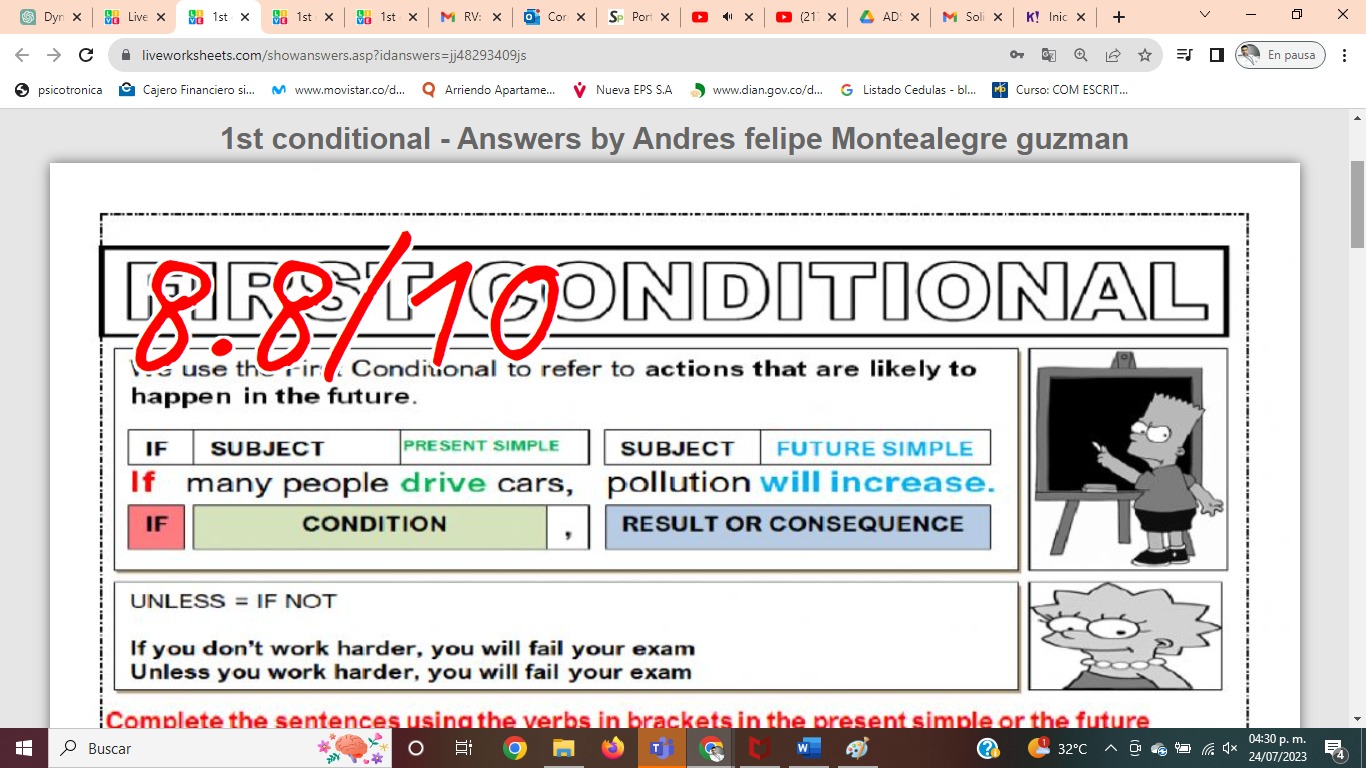 Dyn
Live
1st
1st
1st
RV:
Cor
Port
(217
ADS
Soli
Inic
liveworksheets.com/showanswers.asp?idanswers=jj48293409js
En pausa
psicotronica
Cajero Financiero si...
www.movistar.co/d...
Arriendo Apartame...
Nueva EPS S.A
www.dian.gov.co/d...
Listado Cedulas - bl...
Curso: COM ESCRIT...
1st conditional - Answers by Andres felipe Montealegre guzman
FIRST CONDITIONAL
8.8/10
We use the First Conditional to refer to actions that are likely to
happen in the future.
IF SUBJECT PRESENT SIMPLE SUBJECT FUTURE SIMPLE
If many people drive cars, pollution will increase.
IF CONDITION , RESULT OR CONSEQUENCE
UNLESS = IF NOT
If you don't work harder, you will fail your exam
Unless you work harder, you will fail your exam
Complete the sentences using the verbs in brackets in the present simple or the future
Buscar
32°C
04:30 p. m.
24/07/2023
4